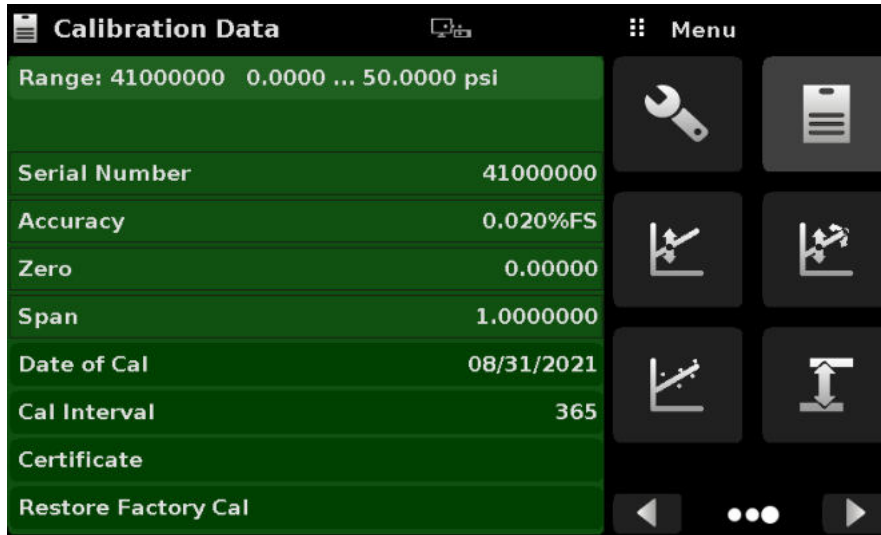 Calibration Data
Menu
Range: 41000000 0.0000 ... 50.0000 psi
Serial Number 41000000
Accuracy 0.020%FS
Zero 0.00000
Span 1.0000000
Date of Cal 08/31/2021
Cal Interval 365
Certificate
Restore Factory Cal